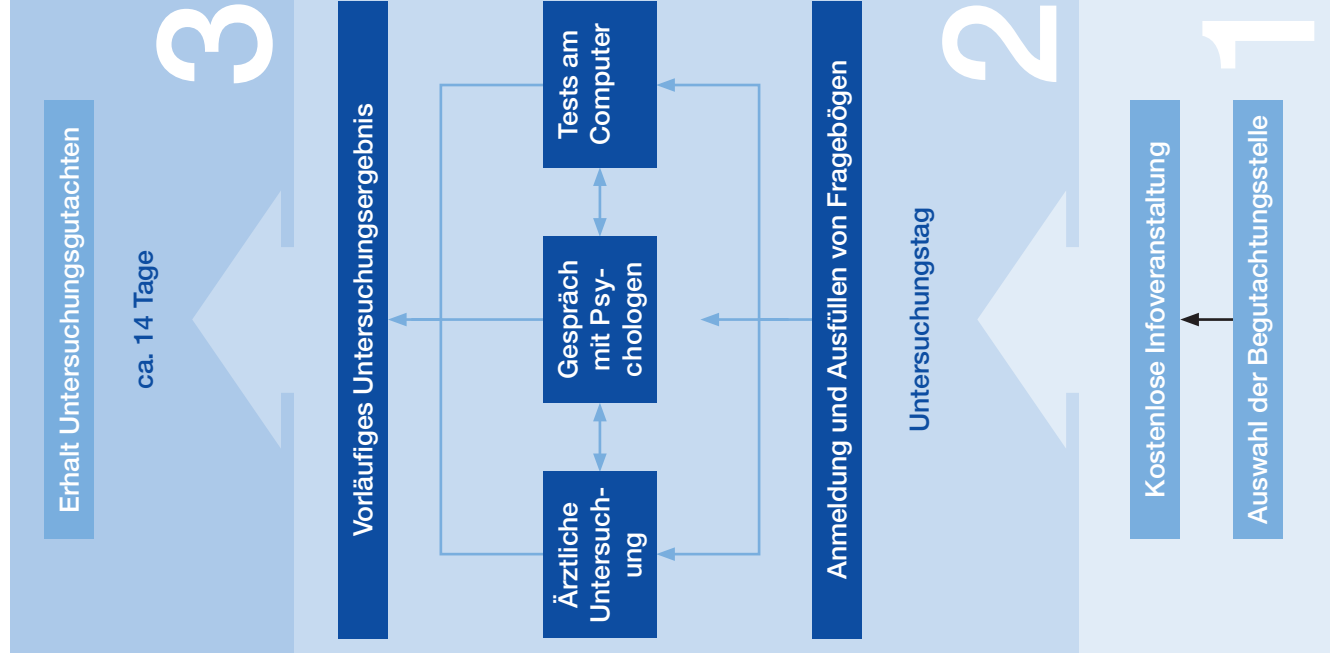 1
Auswahl der Begutachtungsstelle
Kostenlose Infoveranstaltung
2
Untersuchungstag
Anmeldung und Ausfüllen von Fragebögen
Ärztliche
Untersuch-
ung
Gespräch
mit Psy-
chologen
Tests am
Computer
Vorläufiges Untersuchungsergebnis
3
ca. 14 Tage
Erhalt Untersuchungsgutachten